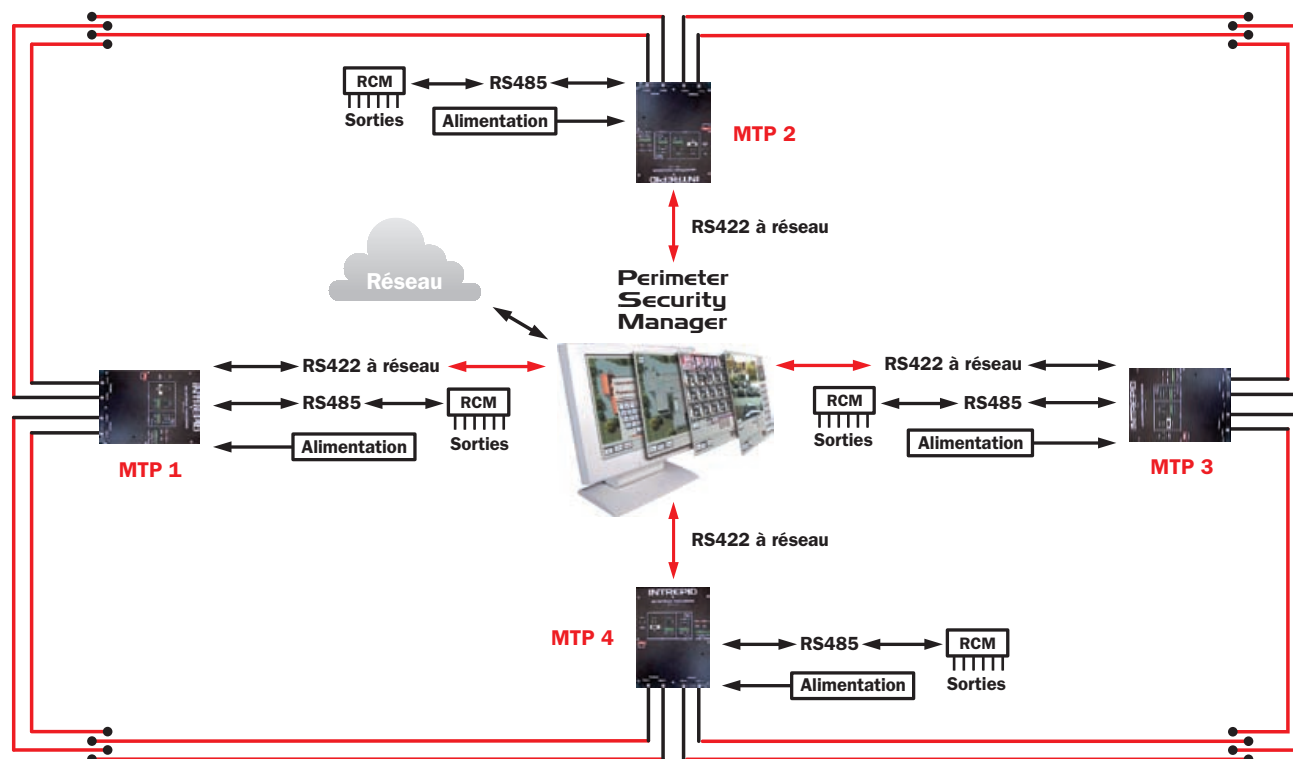 RCM
RS485
Sorties
Alimentation
MTP 2
INTREPID
RS422 à réseau
Réseau
Perimeter
Security
Manager
RS422 à réseau
RS485
RCM
Alimentation
Sorties
MTP 1
RS422 à réseau
RCM
RS485
Sorties
Alimentation
MTP 3
RS422 à réseau
INTREPID
MTP 4
RS485
RCM
Alimentation
Sorties